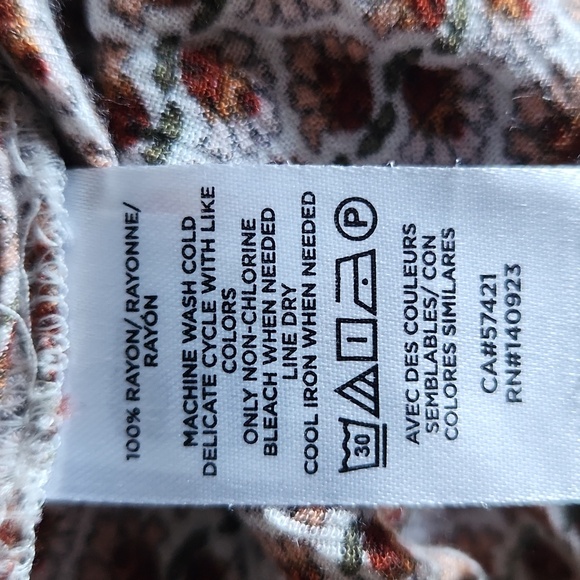 100% RAYON/ RAYONNE/
RAYÓN
MACHINE WASH COLD
DELICATE CYCLE WITH LIKE
COLORS
ONLY NON-CHLORINE
BLEACH WHEN NEEDED
LINE DRY
COOL IRON WHEN NEEDED
30 P
AVEC DES COULEURS
SEMBLABLES/ CON
COLORES SIMILARES
CA#57421
RN#140923